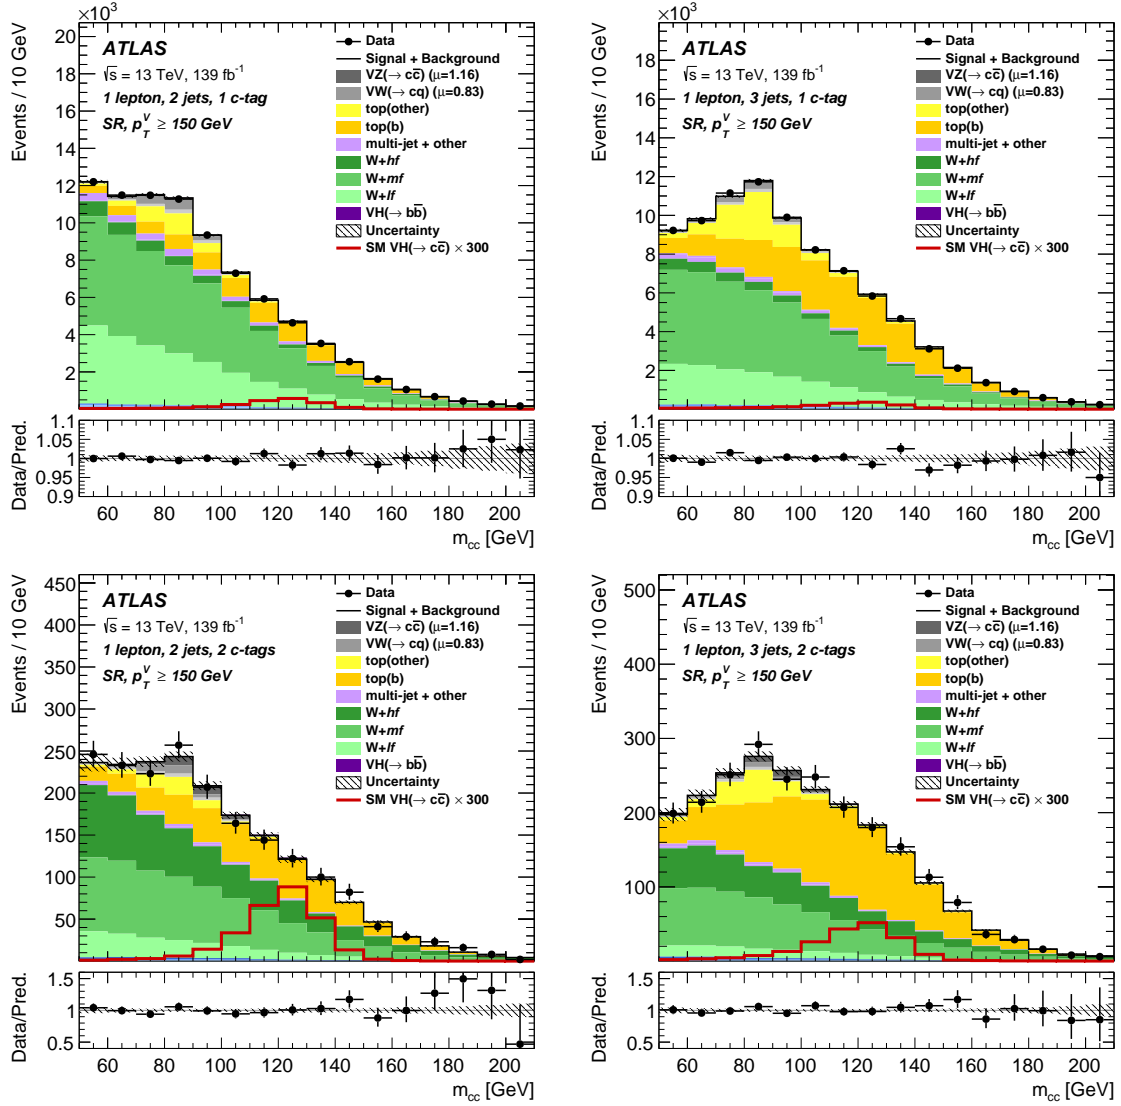 ×10³
Events / 10 GeV
20
18
16
14
12
10
8
6
4
2
ATLAS
√s = 13 TeV, 139 fb⁻¹
1 lepton, 2 jets, 1 c-tag
SR, p_T^V ≥ 150 GeV
Data
Signal + Background
VZ(→ cc̅) (μ=1.16)
VW(→ cq) (μ=0.83)
top(other)
top(b)
multi-jet + other
W+hf
W+mf
W+lf
VH(→ bb̅)
Uncertainty
SM VH(→ cc̅) × 300
Data/Pred.
1.1
1.05
1
0.95
0.9
60 80 100 120 140 160 180 200
m_cc [GeV]
×10³
Events / 10 GeV
18
16
14
12
10
8
6
4
2
ATLAS
√s = 13 TeV, 139 fb⁻¹
1 lepton, 3 jets, 1 c-tag
SR, p_T^V ≥ 150 GeV
Data
Signal + Background
VZ(→ cc̅) (μ=1.16)
VW(→ cq) (μ=0.83)
top(other)
top(b)
multi-jet + other
W+hf
W+mf
W+lf
VH(→ bb̅)
Uncertainty
SM VH(→ cc̅) × 300
Data/Pred.
1.1
1.05
1
0.95
0.9
60 80 100 120 140 160 180 200
m_cc [GeV]
Events / 10 GeV
450
400
350
300
250
200
150
100
50
ATLAS
√s = 13 TeV, 139 fb⁻¹
1 lepton, 2 jets, 2 c-tags
SR, p_T^V ≥ 150 GeV
Data
Signal + Background
VZ(→ cc̅) (μ=1.16)
VW(→ cq) (μ=0.83)
top(other)
top(b)
multi-jet + other
W+hf
W+mf
W+lf
VH(→ bb̅)
Uncertainty
SM VH(→ cc̅) × 300
Data/Pred.
1.5
1
0.5
60 80 100 120 140 160 180 200
m_cc [GeV]
Events / 10 GeV
500
400
300
200
100
ATLAS
√s = 13 TeV, 139 fb⁻¹
1 lepton, 3 jets, 2 c-tags
SR, p_T^V ≥ 150 GeV
Data
Signal + Background
VZ(→ cc̅) (μ=1.16)
VW(→ cq) (μ=0.83)
top(other)
top(b)
multi-jet + other
W+hf
W+mf
W+lf
VH(→ bb̅)
Uncertainty
SM VH(→ cc̅) × 300
Data/Pred.
1.5
1
0.5
60 80 100 120 140 160 180 200
m_cc [GeV]